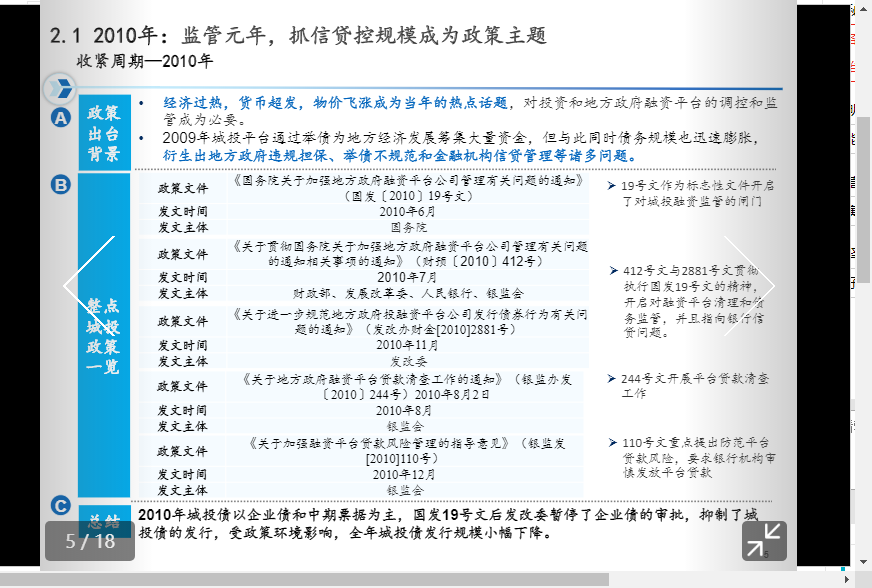 2.1 2010年：监管元年，抓信贷控规模成为政策主题
收紧周期—2010年
A
政策
出台
背景
• 经济过热，货币超发，物价飞涨成为当年的热点话题，对投资和地方政府融资平台的调控和监
管成为必要。
• 2009年城投平台通过举债为地方经济发展筹集大量资金，但与此同时债务规模也迅速膨胀，
衍生出地方政府违规担保、举债不规范和金融机构信贷管理等诸多问题。
B
整点
城投
政策
一览
政策文件
《国务院关于加强地方政府融资平台公司管理有关问题的通知》
（国发〔2010〕19号文）
发文时间 2010年6月
发文主体 国务院
➢ 19号文作为标志性文件开启
了对城投融资监管的闸门
政策文件
《关于贯彻国务院关于加强地方政府融资平台公司管理有关问题
的通知相关事项的通知》（财预〔2010〕412号）
发文时间 2010年7月
发文主体 财政部、发展改革委、人民银行、银监会
政策文件
《关于进一步规范地方政府投融资平台公司发行债券行为有关问
题的通知》（发改办财金[2010]2881号）
发文时间 2010年11月
发文主体 发改委
➢ 412号文与2881号文贯彻
执行国发19号文的精神，
开启对融资平台清理和债
务监管，并且指向银行信
贷问题。
政策文件
《关于地方政府融资平台贷款清查工作的通知》（银监办发
〔2010〕244号）2010年8月2日
发文时间 2010年8月
发文主体 银监会
➢ 244号文开展平台贷款清查
工作
政策文件
《关于加强融资平台贷款风险管理的指导意见》（银监发
[2010]110号）
发文时间 2010年12月
发文主体 银监会
➢ 110号文重点提出防范平台
贷款风险，要求银行机构审
慎发放平台贷款
C
总结
2010年城投债以企业债和中期票据为主，国发19号文后发改委暂停了企业债的审批，抑制了城
投债的发行，受政策环境影响，全年城投债发行规模小幅下降。
5 / 18